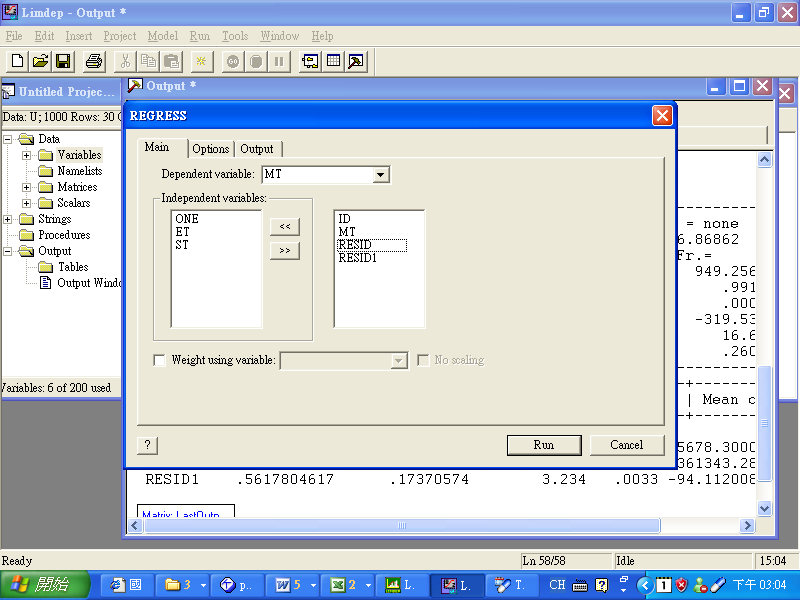 Limdep - Output *
File Edit Insert Project Model Run Tools Window Help
Untitled Projec...
Data: U; 1000 Rows: 30 O
Data
Variables
Namelists
Matrices
Scalars
Strings
Procedures
Output
Tables
Output Windo
Variables: 6 of 200 used
Output *
REGRESS
Main Options Output
Dependent variable: MT
Independent variables:
ONE
ET
ST
<<
>>
ID
MT
RESID
RESID1
Weight using variable:
No scaling
?
Run
Cancel
= none
6.86862
Fr.=
949.256
.991
.000
-319.53
16.6
.260
| Mean c
5678.3000
361343.28
RESID1 .5617804617 .17370574 3.234 .0033 -94.112008
Matrix: LastOutp
Ready
Ln 58/58
Idle
15:04
開始
國
3
p..
5
2
L.
L.
T.
CH
1
下午 03:04